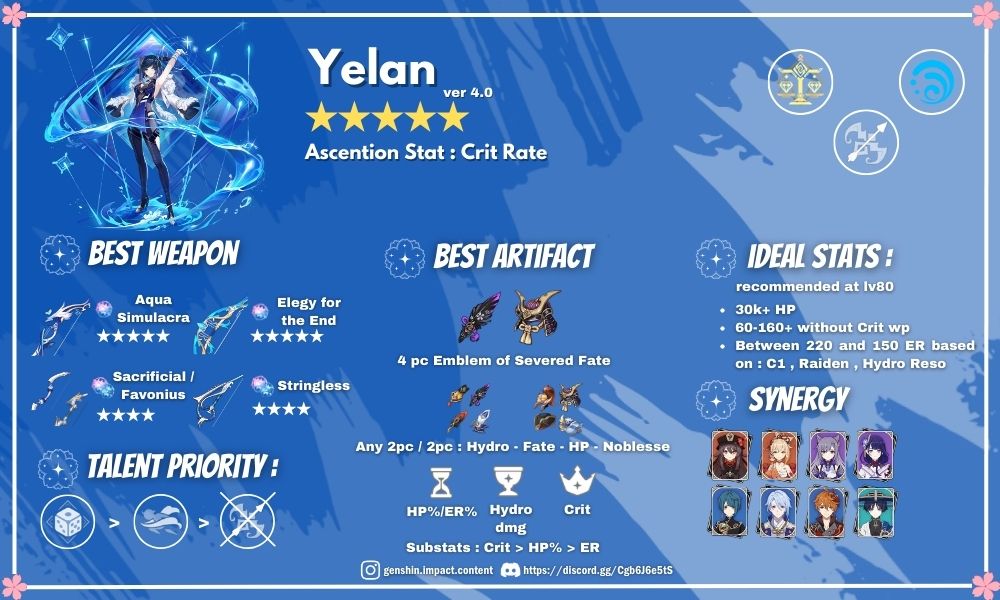 Yelan
ver 4.0
Ascention Stat : Crit Rate
BEST WEAPON
Aqua
Simulacra
Elegy for
the End
Sacrificial /
Favonius
Stringless
TALENT PRIORITY :
> >
BEST ARTIFACT
4 pc Emblem of Severed Fate
Any 2pc / 2pc : Hydro - Fate - HP - Noblesse
HP%/ER%
Hydro
dmg
Crit
Substats : Crit > HP% > ER
IDEAL STATS :
recommended at lv80
• 30k+ HP
• 60-160+ without Crit wp
• Between 220 and 150 ER based
on : C1 , Raiden , Hydro Reso
SYNERGY
genshin.impact.content
https://discord.gg/Cgb6J6e5tS